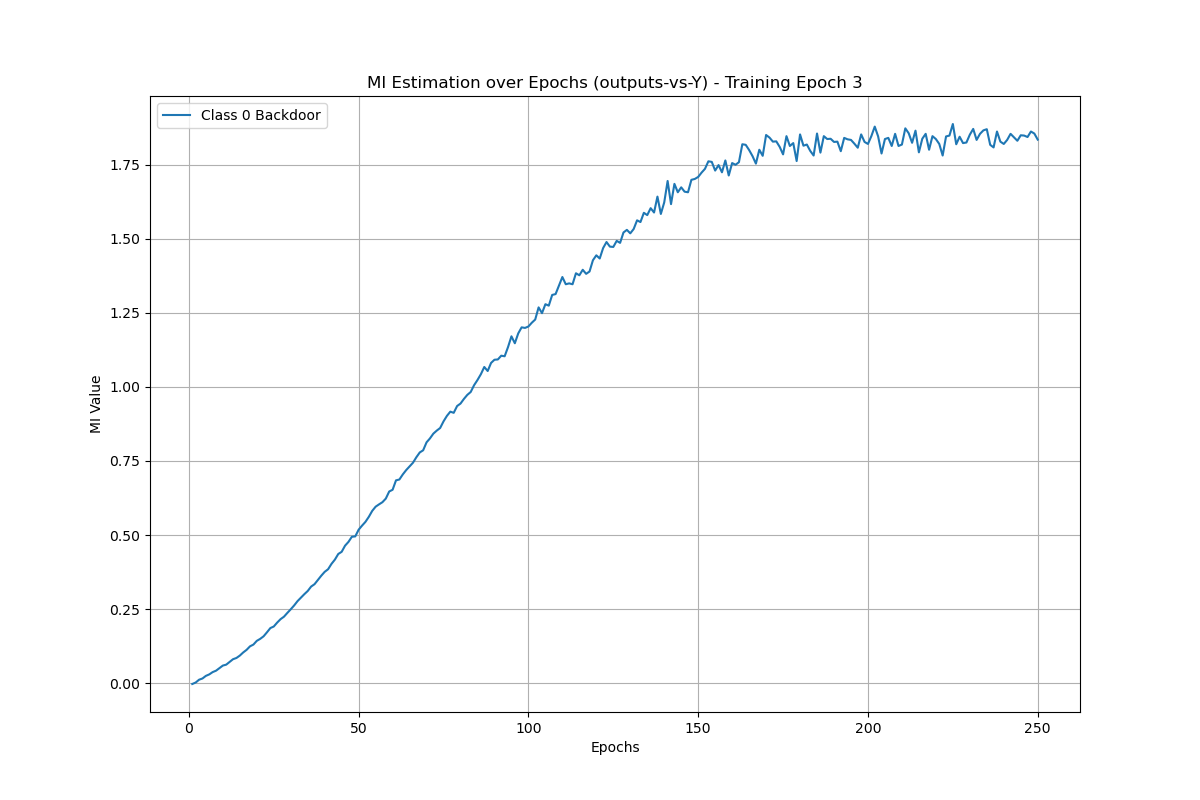 MI Estimation over Epochs (outputs-vs-Y) - Training Epoch 3
Class 0 Backdoor
MI Value
1.75
1.50
1.25
1.00
0.75
0.50
0.25
0.00
0 50 100 150 200 250
Epochs